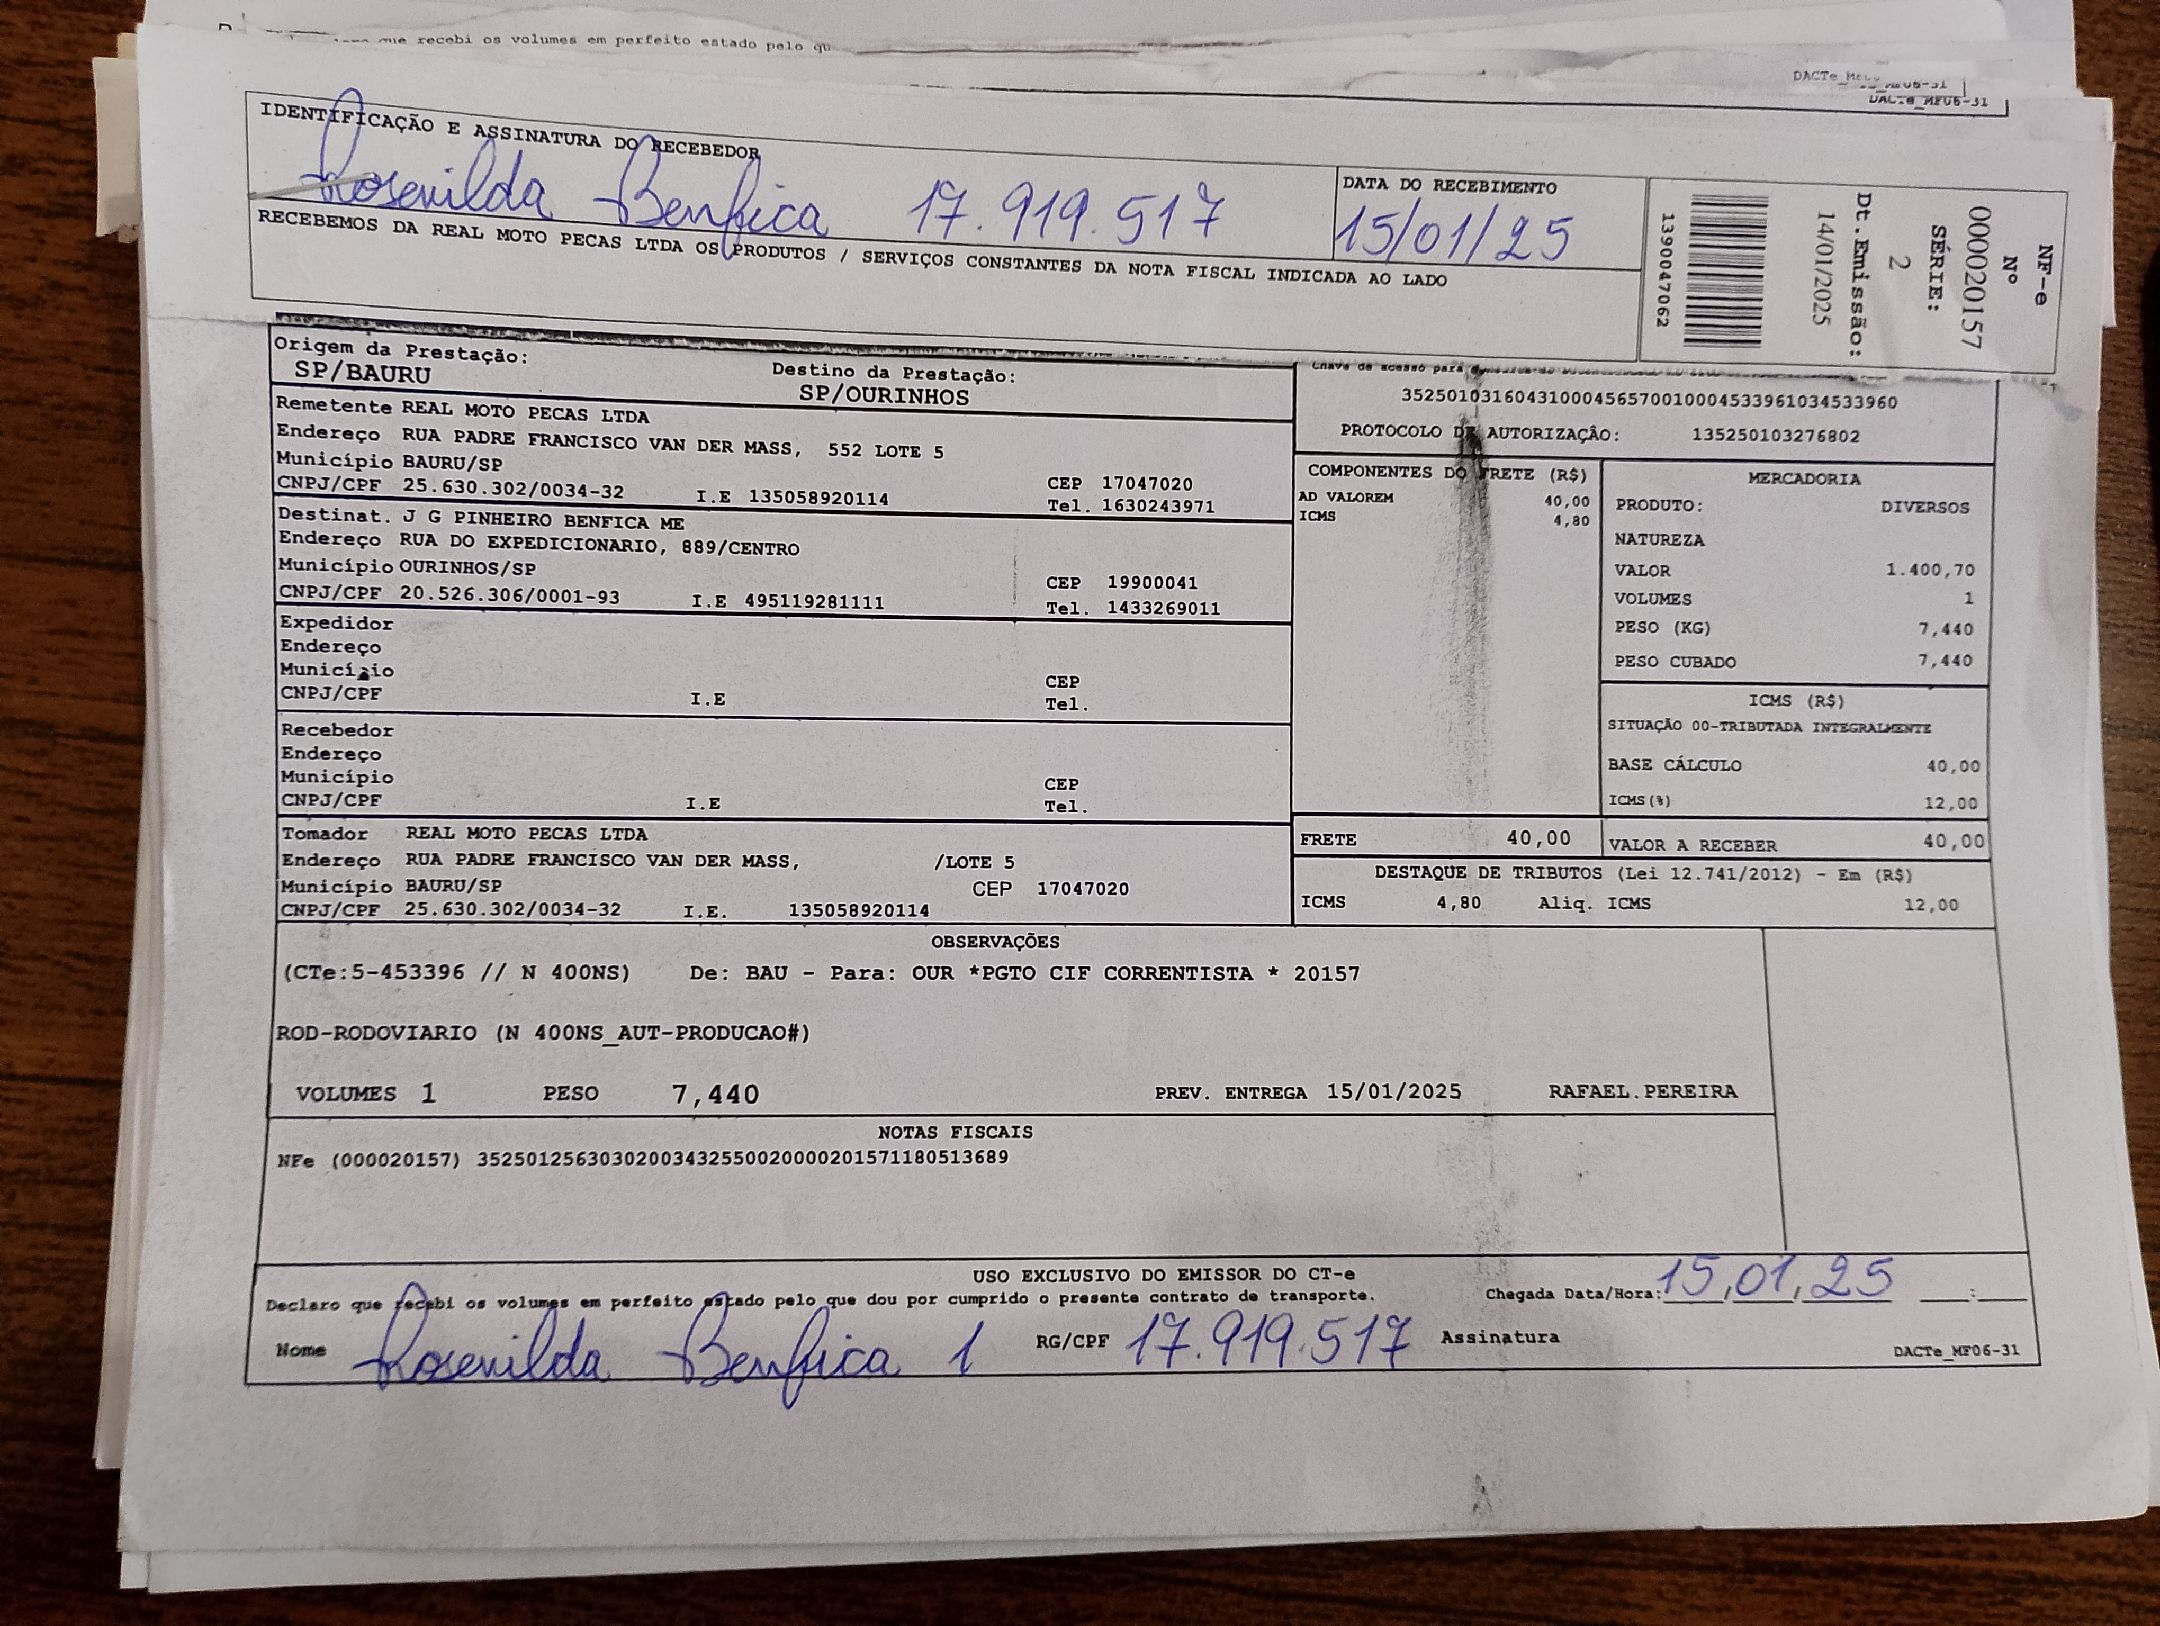 que recebi os volumes em perfeito estado pelo qu
DACTe_MF06-31
IDENTIFICAÇÃO E ASSINATURA DO RECEBEDOR
Rosenilda Benfica 17.919.517
DATA DO RECEBIMENTO
15/01/25
RECEBEMOS DA REAL MOTO PECAS LTDA OS PRODUTOS / SERVIÇOS CONSTANTES DA NOTA FISCAL INDICADA AO LADO
NF-e
Nº
000020157
SÉRIE:
2
Dt.Emissão:
14/01/2025
1390047062
Origem da Prestação:
SP/BAURU
Destino da Prestação:
SP/OURINHOS
Chave de acesso para
35250103160431000456570010004533961034533960
PROTOCOLO DE AUTORIZAÇÂO: 135250103276802
Remetente REAL MOTO PECAS LTDA
Endereço RUA PADRE FRANCISCO VAN DER MASS, 552 LOTE 5
Município BAURU/SP
CEP 17047020
CNPJ/CPF 25.630.302/0034-32 I.E 135058920114 Tel. 1630243971
Destinat. J G PINHEIRO BENFICA ME
Endereço RUA DO EXPEDICIONARIO, 889/CENTRO
Município OURINHOS/SP
CEP 19900041
CNPJ/CPF 20.526.306/0001-93 I.E 495119281111 Tel. 1433269011
Expedidor
Endereço
Município
CEP
CNPJ/CPF I.E Tel.
Recebedor
Endereço
Município
CEP
CNPJ/CPF I.E Tel.
Tomador REAL MOTO PECAS LTDA
Endereço RUA PADRE FRANCISCO VAN DER MASS, /LOTE 5
Município BAURU/SP CEP 17047020
CNPJ/CPF 25.630.302/0034-32 I.E. 135058920114
COMPONENTES DO FRETE (R$)
AD VALOREM 40,00
ICMS 4,80
MERCADORIA
PRODUTO: DIVERSOS
NATUREZA
VALOR 1.400,70
VOLUMES 1
PESO (KG) 7,440
PESO CUBADO 7,440
ICMS (R$)
SITUAÇÃO 00-TRIBUTADA INTEGRALMENTE
BASE CÁLCULO 40,00
ICMS(%) 12,00
FRETE 40,00
VALOR A RECEBER 40,00
DESTAQUE DE TRIBUTOS (Lei 12.741/2012) - Em (R$)
ICMS 4,80 Aliq. ICMS 12,00
OBSERVAÇÕES
(CTe:5-453396 // N 400NS) De: BAU - Para: OUR *PGTO CIF CORRENTISTA * 20157
ROD-RODOVIARIO (N 400NS_AUT-PRODUCAO#)
VOLUMES 1 PESO 7,440 PREV. ENTREGA 15/01/2025 RAFAEL.PEREIRA
NOTAS FISCAIS
NFe (000020157) 35250125630302003432550020000201571180513689
USO EXCLUSIVO DO EMISSOR DO CT-e
Declaro que recebi os volumes em perfeito estado pelo que dou por cumprido o presente contrato de transporte.
Chegada Data/Hora: 15,01,25 ____:____
Nome Rosenilda Benfica 1 RG/CPF 17.919.517 Assinatura
DACTe_MF06-31